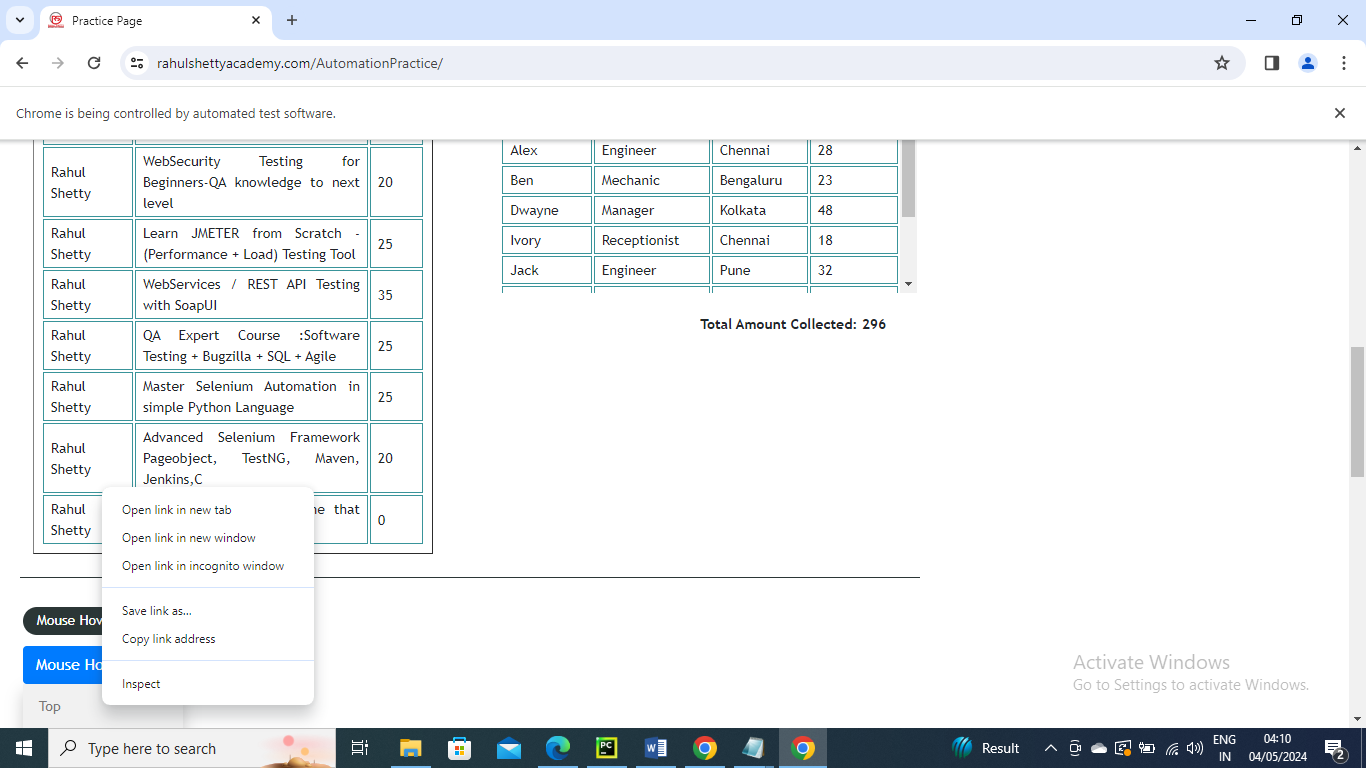 Practice Page
rahulshettyacademy.com/AutomationPractice/
Chrome is being controlled by automated test software.
Rahul Shetty
WebSecurity Testing for
Beginners-QA knowledge to next
level
20
Rahul Shetty
Learn JMETER from Scratch -
(Performance + Load) Testing Tool
25
Rahul Shetty
WebServices / REST API Testing
with SoapUI
35
Rahul Shetty
QA Expert Course :Software
Testing + Bugzilla + SQL + Agile
25
Rahul Shetty
Master Selenium Automation in
simple Python Language
25
Rahul Shetty
Advanced Selenium Framework
Pageobject, TestNG, Maven,
Jenkins,C
20
Rahul Shetty
that
0
Alex Engineer Chennai 28
Ben Mechanic Bengaluru 23
Dwayne Manager Kolkata 48
Ivory Receptionist Chennai 18
Jack Engineer Pune 32
Total Amount Collected: 296
Open link in new tab
Open link in new window
Open link in incognito window
Save link as...
Copy link address
Inspect
Mouse Hov
Mouse Ho
Top
Activate Windows
Go to Settings to activate Windows.
Type here to search
PC
W
Result
ENG
IN
04:10
04/05/2024
2